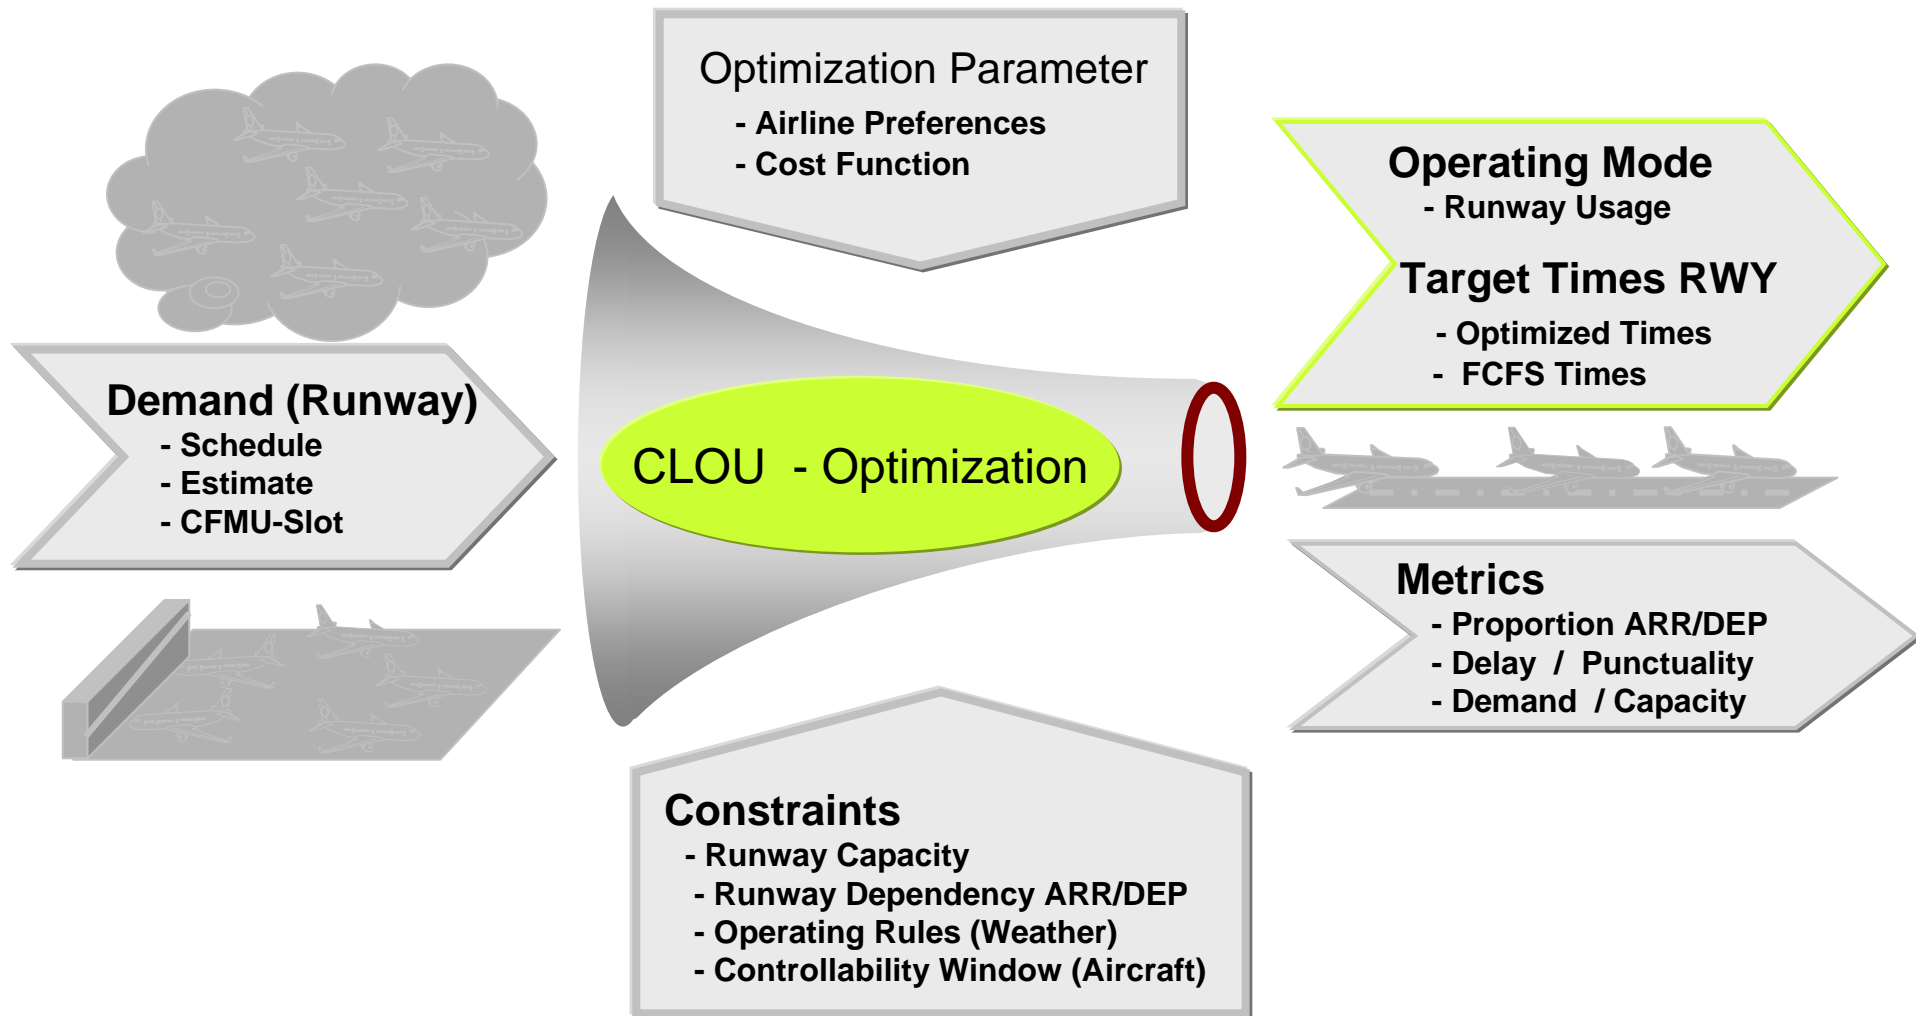 Optimization Parameter
- Airline Preferences
- Cost Function
Demand (Runway)
- Schedule
- Estimate
- CFMU-Slot
CLOU - Optimization
Operating Mode
- Runway Usage
Target Times RWY
- Optimized Times
- FCFS Times
Metrics
- Proportion ARR/DEP
- Delay / Punctuality
- Demand / Capacity
Constraints
- Runway Capacity
- Runway Dependency ARR/DEP
- Operating Rules (Weather)
- Controllability Window (Aircraft)